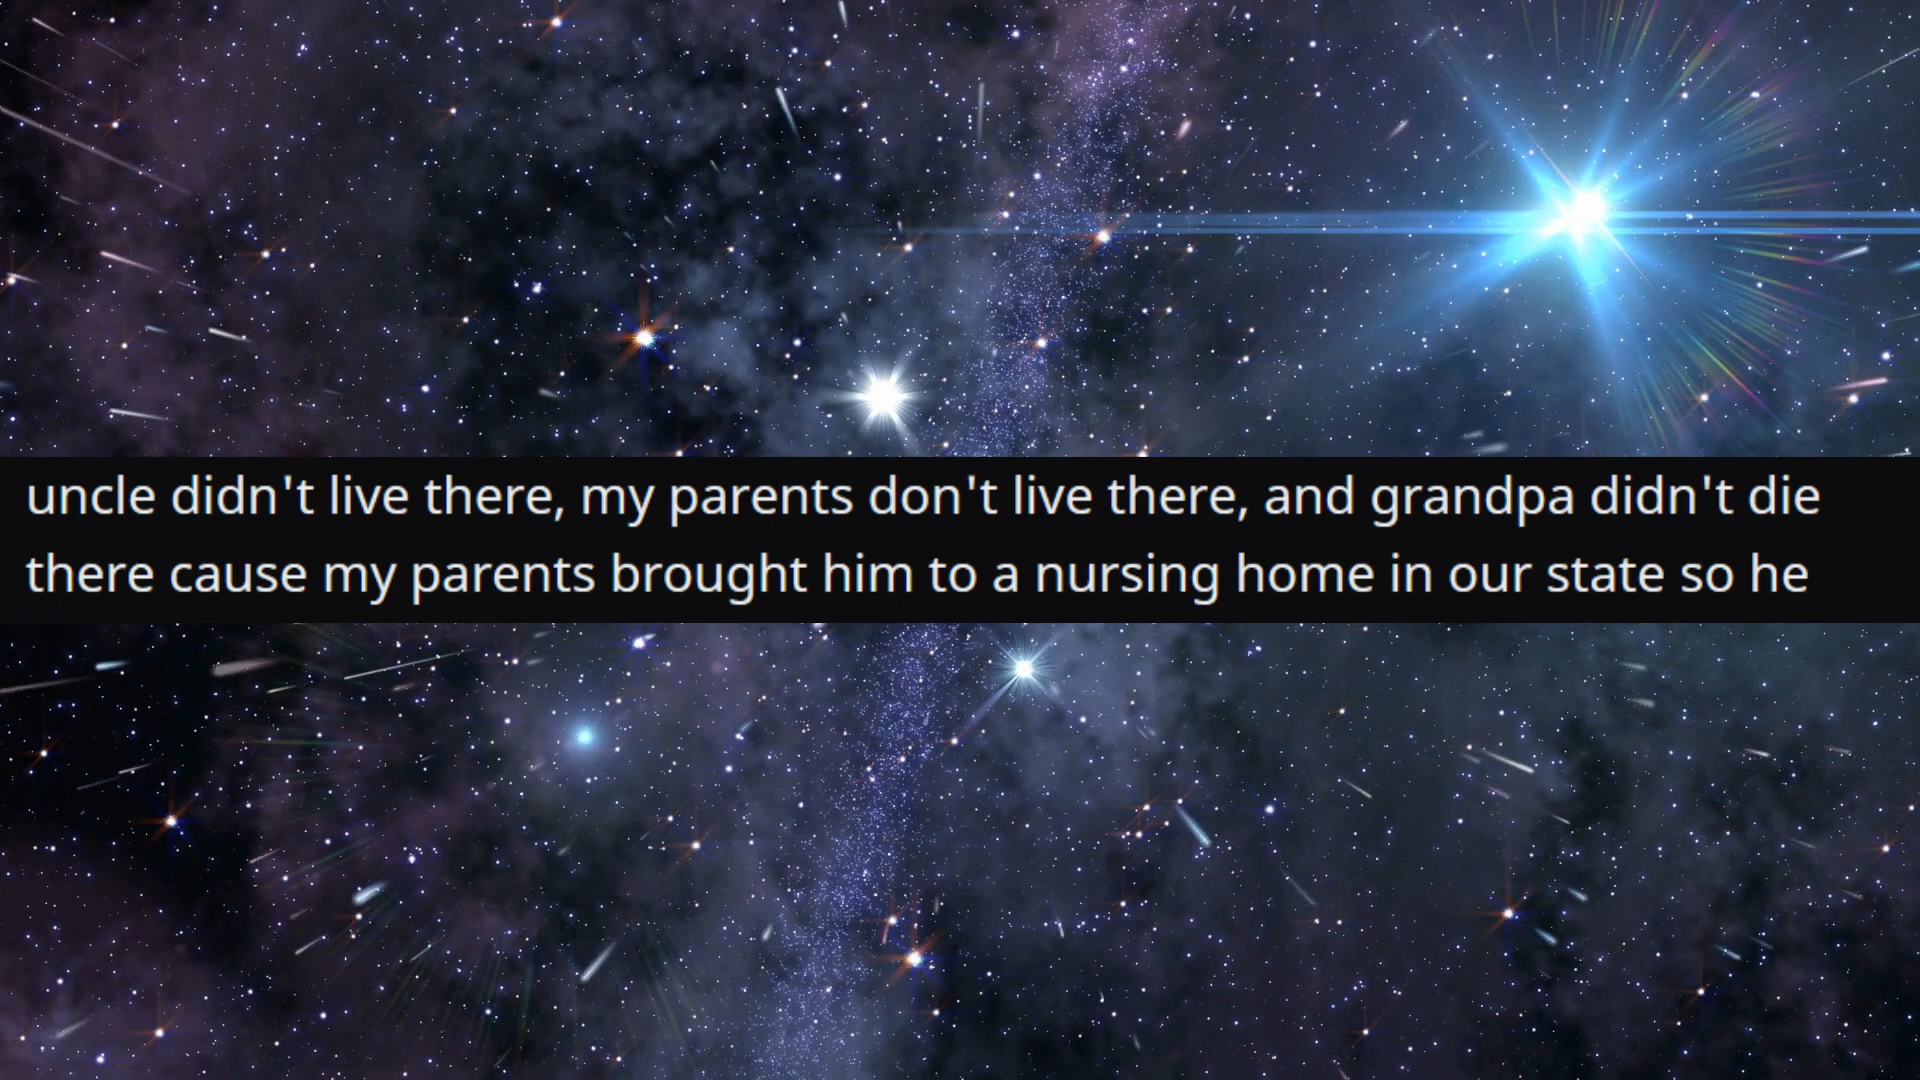 uncle didn't live there, my parents don't live there, and grandpa didn't die
there cause my parents brought him to a nursing home in our state so he